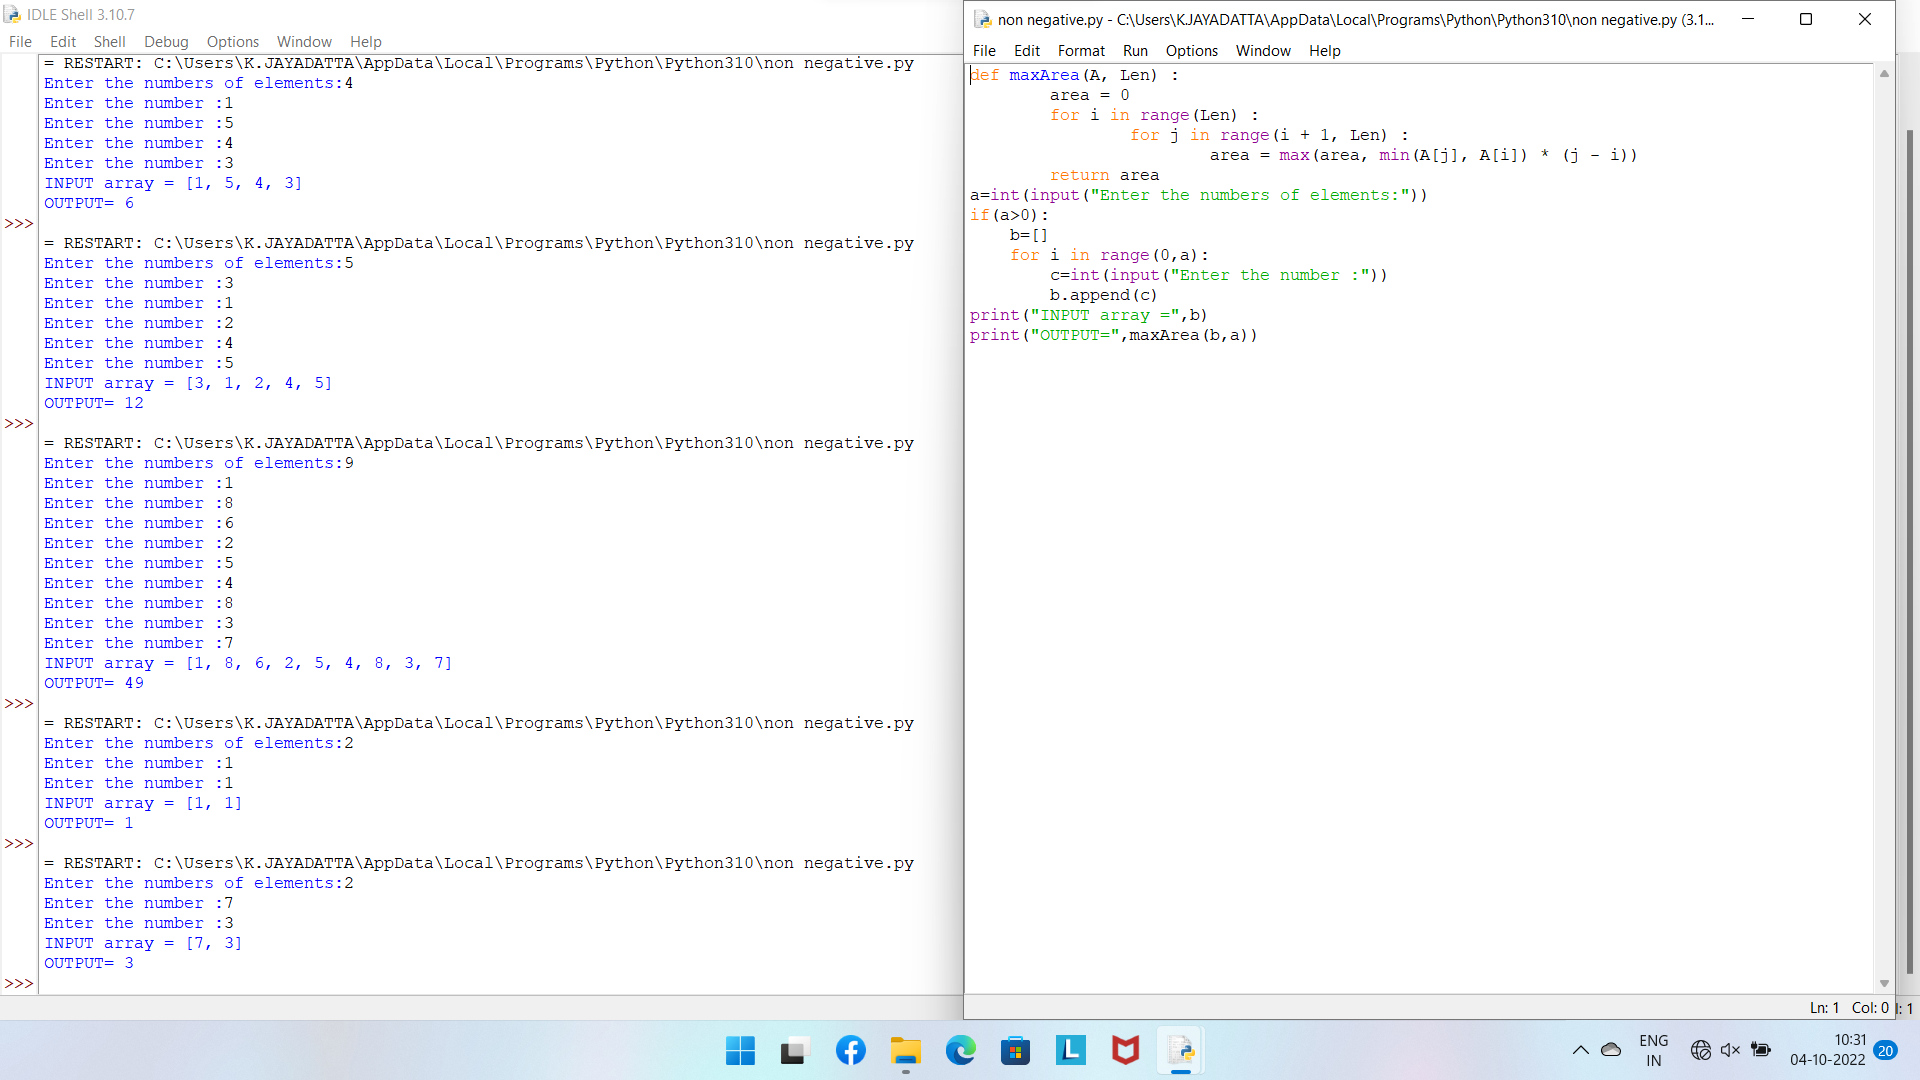 IDLE Shell 3.10.7
File Edit Shell Debug Options Window Help
= RESTART: C:\Users\K.JAYADATTA\AppData\Local\Programs\Python\Python310\non negative.py
Enter the numbers of elements:4
Enter the number :1
Enter the number :5
Enter the number :4
Enter the number :3
INPUT array = [1, 5, 4, 3]
OUTPUT= 6
>>>
= RESTART: C:\Users\K.JAYADATTA\AppData\Local\Programs\Python\Python310\non negative.py
Enter the numbers of elements:5
Enter the number :3
Enter the number :1
Enter the number :2
Enter the number :4
Enter the number :5
INPUT array = [3, 1, 2, 4, 5]
OUTPUT= 12
>>>
= RESTART: C:\Users\K.JAYADATTA\AppData\Local\Programs\Python\Python310\non negative.py
Enter the numbers of elements:9
Enter the number :1
Enter the number :8
Enter the number :6
Enter the number :2
Enter the number :5
Enter the number :4
Enter the number :8
Enter the number :3
Enter the number :7
INPUT array = [1, 8, 6, 2, 5, 4, 8, 3, 7]
OUTPUT= 49
>>>
= RESTART: C:\Users\K.JAYADATTA\AppData\Local\Programs\Python\Python310\non negative.py
Enter the numbers of elements:2
Enter the number :1
Enter the number :1
INPUT array = [1, 1]
OUTPUT= 1
>>>
= RESTART: C:\Users\K.JAYADATTA\AppData\Local\Programs\Python\Python310\non negative.py
Enter the numbers of elements:2
Enter the number :7
Enter the number :3
INPUT array = [7, 3]
OUTPUT= 3
>>>
non negative.py - C:\Users\KJAYADATTA\AppData\Local\Programs\Python\Python310\non negative.py (3.1...
File Edit Format Run Options Window Help
def maxArea(A, Len) :
        area = 0
        for i in range(Len) :
                for j in range(i + 1, Len) :
                        area = max(area, min(A[j], A[i]) * (j - i))
        return area
a=int(input("Enter the numbers of elements:"))
if(a>0):
    b=[]
    for i in range(0,a):
        c=int(input("Enter the number :"))
        b.append(c)
print("INPUT array =",b)
print("OUTPUT=",maxArea(b,a))
Ln: 1 Col: 0
l: 1
L
ENG
IN
10:31
04-10-2022
20